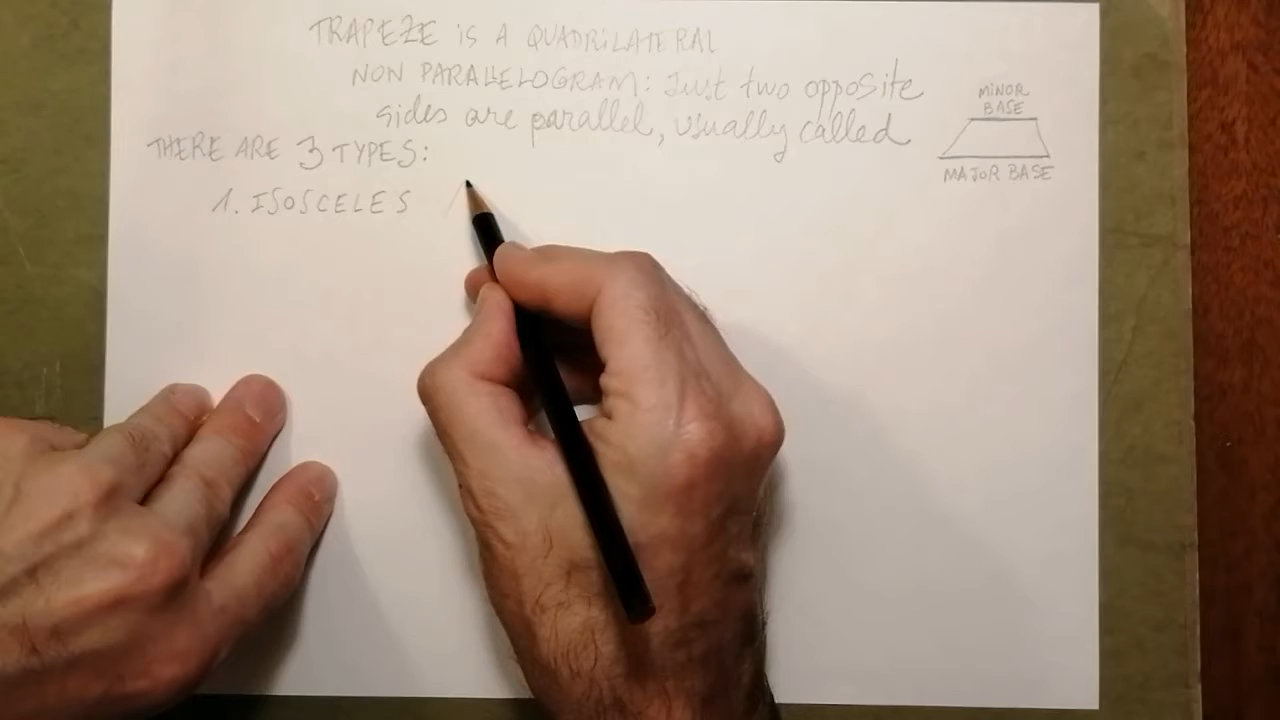 TRAPEZE iS A QUADRiLATERAL
NON PARALLELOGRAM: Just two opposite
sides are parallel, usually called
MiNOR
BASE
MAJOR BASE
THERE ARE 3 TYPES:
1. ISOSCELES